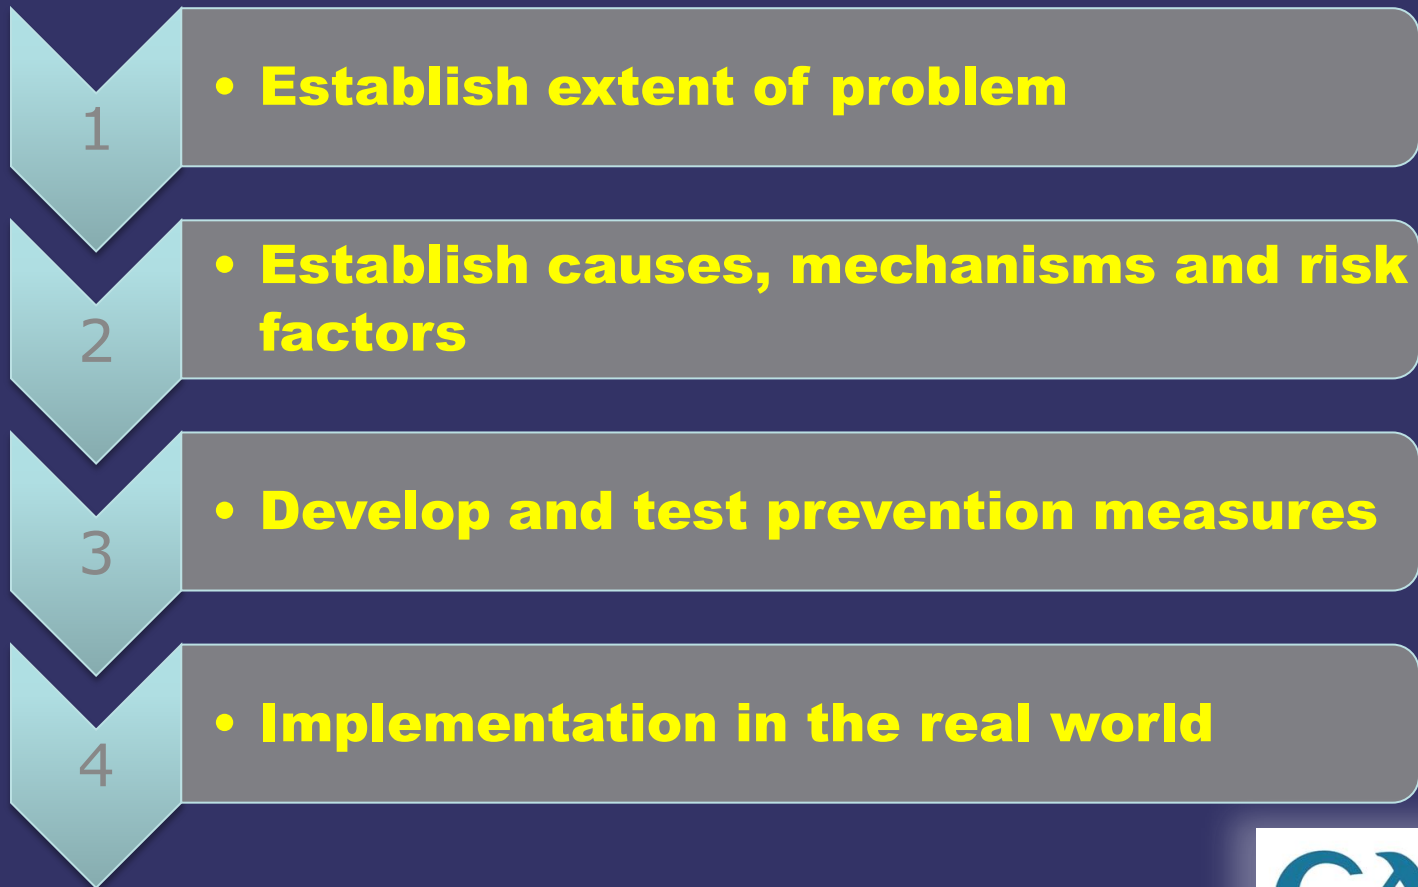 1
• Establish extent of problem
2
• Establish causes, mechanisms and risk
factors
3
• Develop and test prevention measures
4
• Implementation in the real world